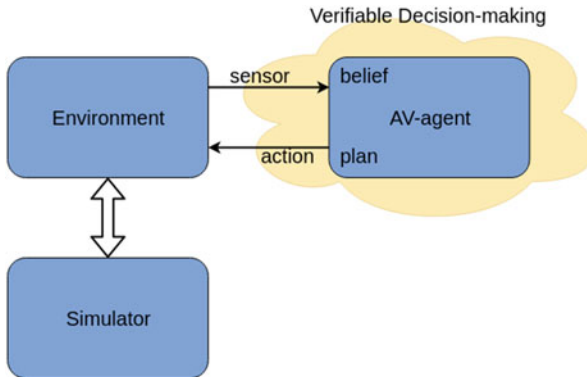 Verifiable Decision-making
sensor
belief
Environment
AV-agent
action
plan
Simulator